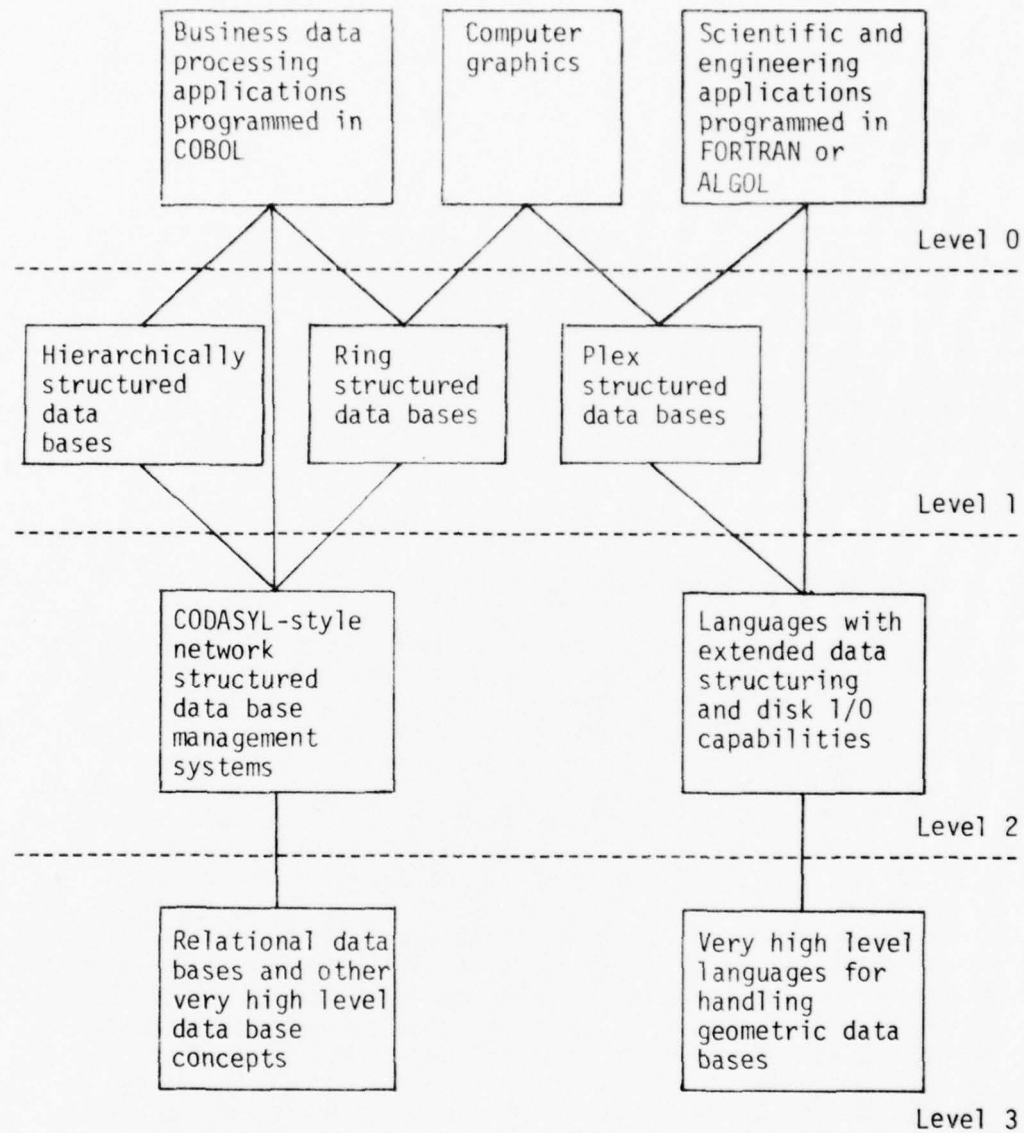 Business data
processing
applications
programmed in
COBOL
Computer
graphics
Scientific and
engineering
applications
programmed in
FORTRAN or
ALGOL
Level 0
Hierarchically
structured
data
bases
Ring
structured
data bases
Plex
structured
data bases
Level 1
CODASYL-style
network
structured
data base
management
systems
Languages with
extended data
structuring
and disk I/O
capabilities
Level 2
Relational data
bases and other
very high level
data base
concepts
Very high level
languages for
handling
geometric data
bases
Level 3